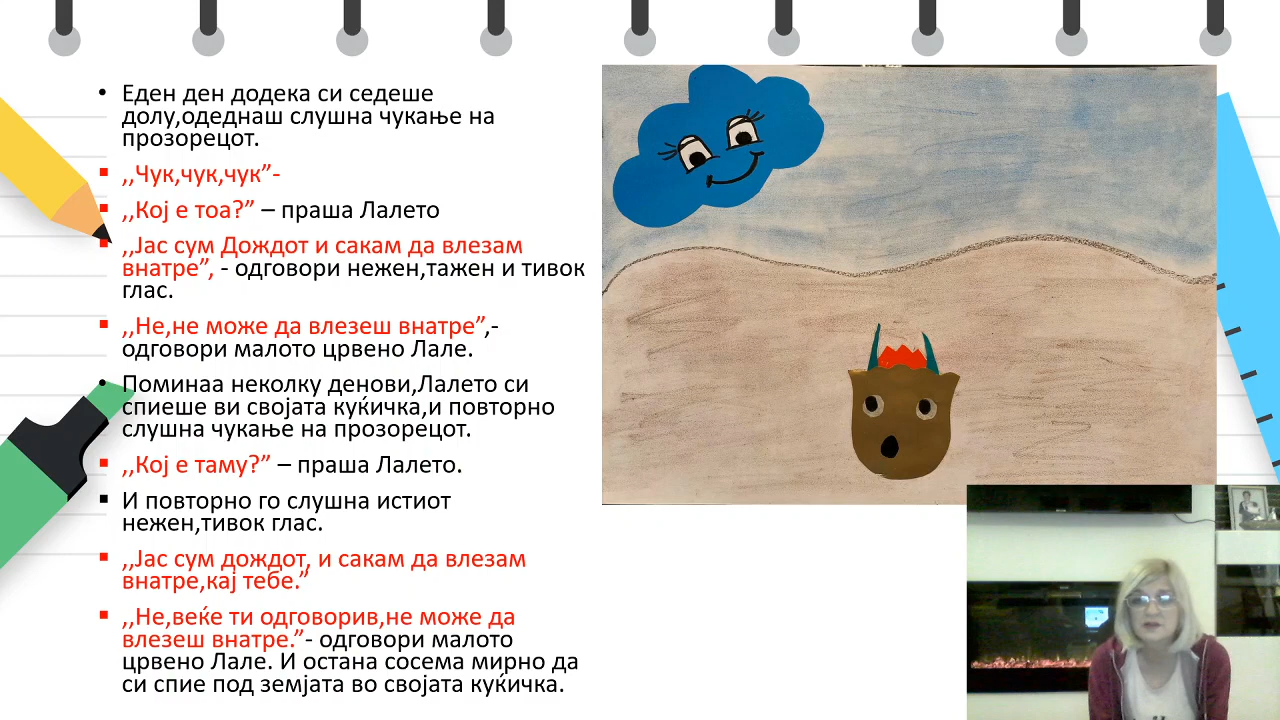 Еден ден додека си седеше
долу,одеднаш слушна чукање на
прозорецот.
,,Чук,чук,чук”-
,,Кој е тоа?” – праша Лалето
,,Јас сум Дождот и сакам да влезам
внатре”, - одговори нежен,тажен и тивок
глас.
,,Не,не може да влезеш внатре”,-
одговори малото црвено Лале.
Поминаа неколку денови,Лалето си
спиеше ви својата куќичка,и повторно
слушна чукање на прозорецот.
,,Кој е таму?” – праша Лалето.
И повторно го слушна истиот
нежен,тивок глас.
,,Јас сум дождот, и сакам да влезам
внатре,кај тебе.”
,,Не,веќе ти одговорив,не може да
влезеш внатре.”- одговори малото
црвено Лале. И остана сосема мирно да
си спие под земјата во својата куќичка.